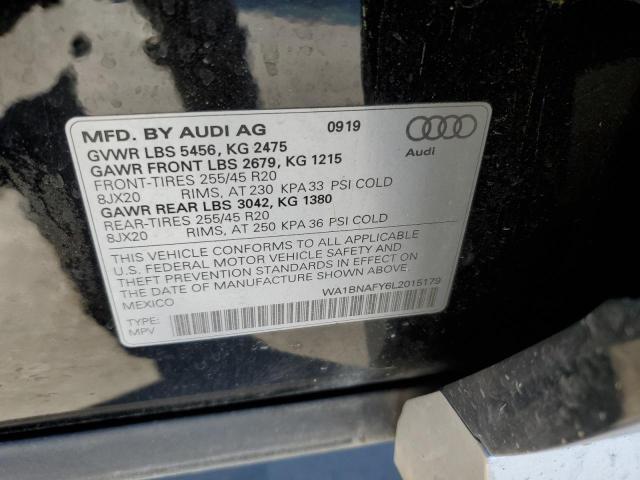 MFD. BY AUDI AG 0919
GVWR LBS 5456, KG 2475
GAWR FRONT LBS 2679, KG 1215
FRONT-TIRES 255/45 R20
8JX20 RIMS, AT 230 KPA 33 PSI COLD
GAWR REAR LBS 3042, KG 1380
REAR-TIRES 255/45 R20
8JX20 RIMS, AT 250 KPA 36 PSI COLD
Audi
THIS VEHICLE CONFORMS TO ALL APPLICABLE
U.S. FEDERAL MOTOR VEHICLE SAFETY AND
THEFT PREVENTION STANDARDS IN EFFECT ON
THE DATE OF MANUFACTURE SHOWN ABOVE
MEXICO
WA1BNAFY6L2015179
TYPE:
MPV